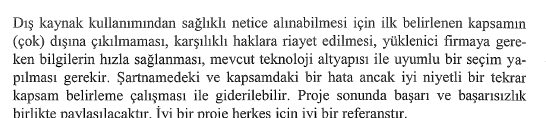 Dış kaynak kullanımından sağlıklı netice alınabilmesi için ilk belirlenen kapsamın
(çok) dışına çıkılmaması, karşılıklı haklara riayet edilmesi, yüklenici firmaya gere-
ken bilgilerin hızla sağlanması, mevcut teknoloji altyapısı ile uyumlu bir seçim ya-
pılması gerekir. Şartnamedeki ve kapsamdaki bir hata ancak iyi niyetli bir tekrar
kapsam belirleme çalışması ile giderilebilir. Proje sonunda başarı ve başarısızlık
birlikte paylaşılacaktır. İyi bir proje herkes için iyi bir referanstır.